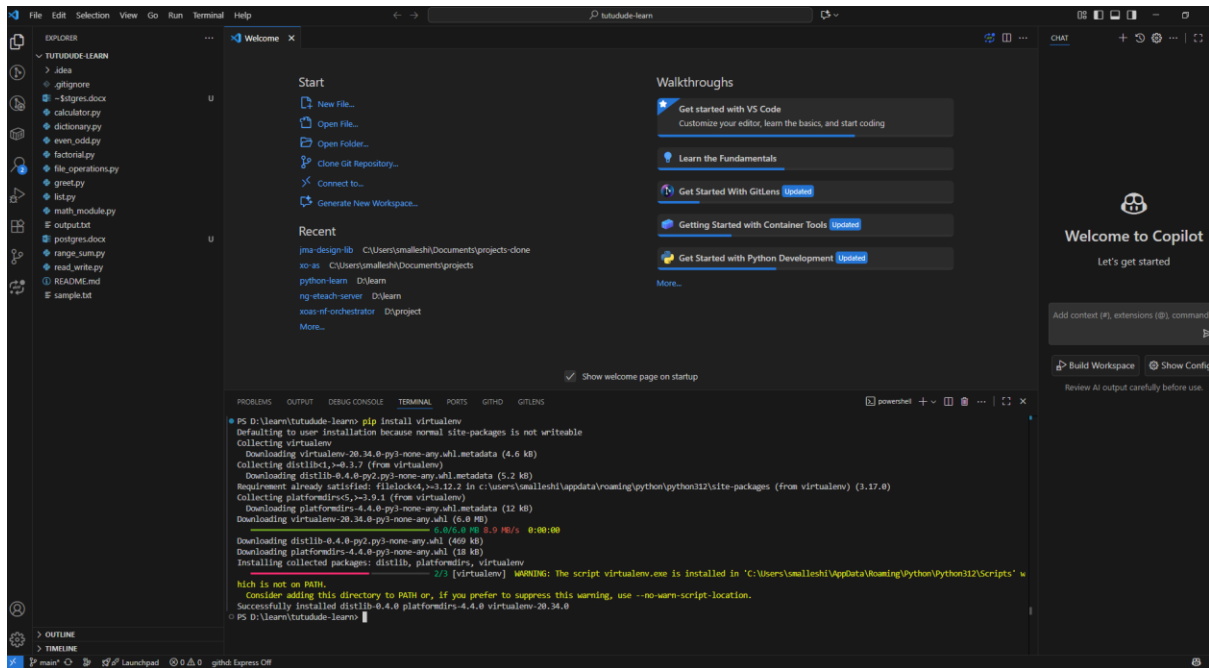 File Edit Selection View Go Run Terminal Help
tutudude-learn
EXPLORER
TUTUDUDE-LEARN
.idea
.gitignore
~$stgres.docx U
calculator.py
dictionary.py
even_odd.py
factorial.py
file_operations.py
greet.py
list.py
math_module.py
output.txt
postgres.docx U
range_sum.py
read_write.py
README.md
sample.txt
OUTLINE
TIMELINE
2
Welcome
Start
New File...
Open File...
Open Folder...
Clone Git Repository...
Connect to...
Generate New Workspace...
Recent
jma-design-lib C:\Users\smalleshi\Documents\projects-clone
xo-as C:\Users\smalleshi\Documents\projects
python-learn D:\learn
ng-eteach-server D:\learn
xoas-nf-orchestrator D:\project
More...
Walkthroughs
Get started with VS Code
Customize your editor, learn the basics, and start coding
Learn the Fundamentals
Get Started With GitLens Updated
Getting Started with Container Tools Updated
Get Started with Python Development Updated
More...
Show welcome page on startup
PROBLEMS OUTPUT DEBUG CONSOLE TERMINAL PORTS GITHD GITLENS
powershell
PS D:\learn\tutudude-learn> pip install virtualenv
Defaulting to user installation because normal site-packages is not writeable
Collecting virtualenv
Downloading virtualenv-20.34.0-py3-none-any.whl.metadata (4.6 kB)
Collecting distlib<1,>=0.3.7 (from virtualenv)
Downloading distlib-0.4.0-py2.py3-none-any.whl.metadata (5.2 kB)
Requirement already satisfied: filelock<4,>=3.12.2 in c:\users\smalleshi\appdata\roaming\python\python312\site-packages (from virtualenv) (3.17.0)
Collecting platformdirs<5,>=3.9.1 (from virtualenv)
Downloading platformdirs-4.4.0-py3-none-any.whl.metadata (12 kB)
Downloading virtualenv-20.34.0-py3-none-any.whl (6.0 MB)
6.0/6.0 MB 8.9 MB/s 0:00:00
Downloading distlib-0.4.0-py2.py3-none-any.whl (469 kB)
Downloading platformdirs-4.4.0-py3-none-any.whl (18 kB)
Installing collected packages: distlib, platformdirs, virtualenv
2/3 [virtualenv] WARNING: The script virtualenv.exe is installed in 'C:\Users\smalleshi\AppData\Roaming\Python\Python312\Scripts' w
hich is not on PATH.
Consider adding this directory to PATH or, if you prefer to suppress this warning, use --no-warn-script-location.
Successfully installed distlib-0.4.0 platformdirs-4.4.0 virtualenv-20.34.0
PS D:\learn\tutudude-learn>
CHAT
Welcome to Copilot
Let's get started
Add context (#), extensions (@), command
Build Workspace Show Config
Review AI output carefully before use.
main* Launchpad 0 0 githd: Express Off